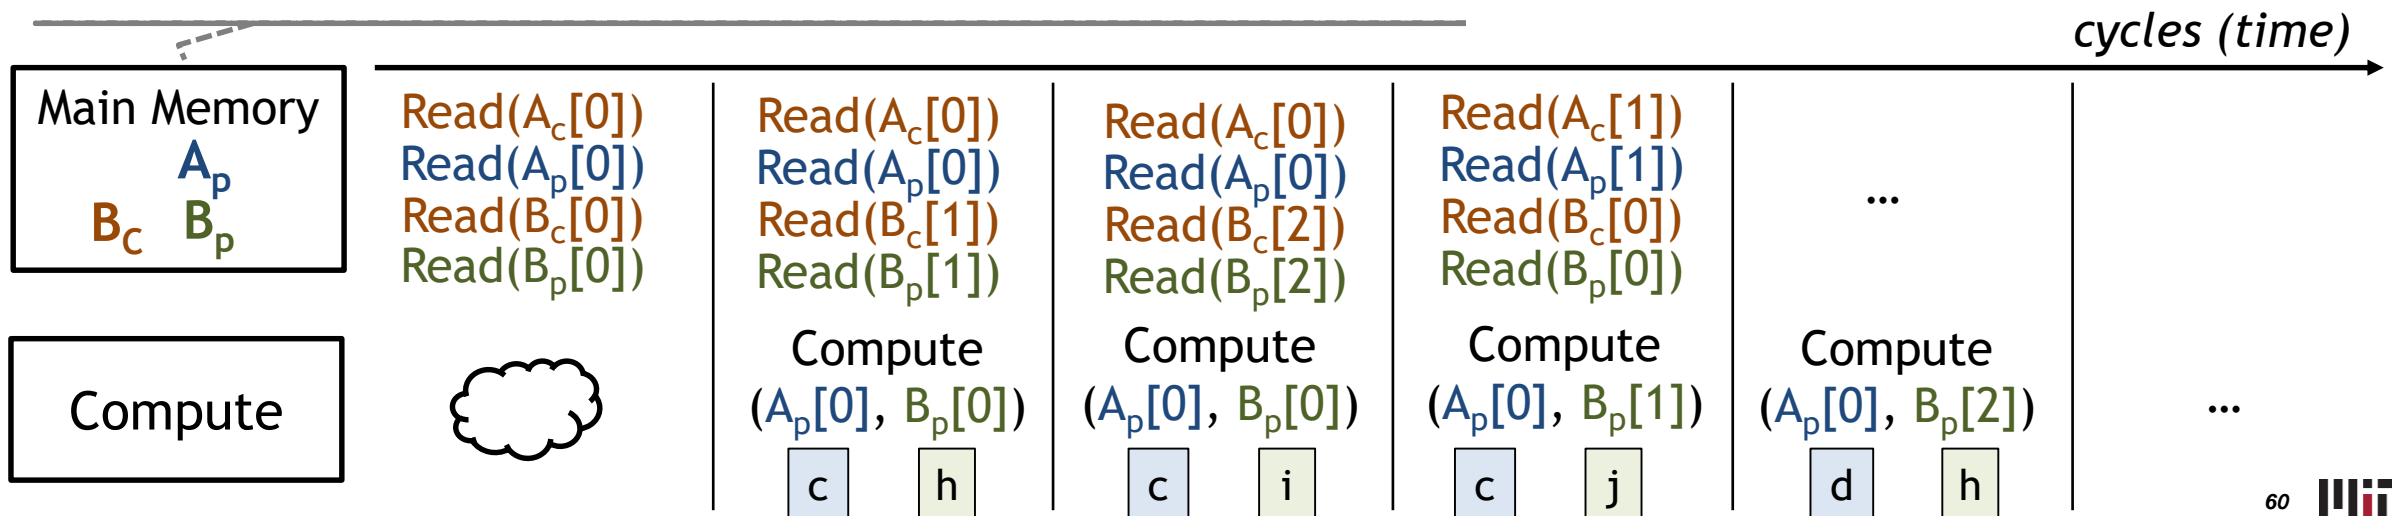 cycles (time)
Main Memory
Ap
BC Bp
Read(Ac[0])
Read(Ap[0])
Read(Bc[0])
Read(Bp[0])
Read(Ac[0])
Read(Ap[0])
Read(Bc[1])
Read(Bp[1])
Read(Ac[0])
Read(Ap[0])
Read(Bc[2])
Read(Bp[2])
Read(Ac[1])
Read(Ap[1])
Read(Bc[0])
Read(Bp[0])
...
Compute
Compute
(Ap[0], Bp[0])
c h
Compute
(Ap[0], Bp[0])
c i
Compute
(Ap[0], Bp[1])
c j
Compute
(Ap[0], Bp[2])
d h
...
60 MIT